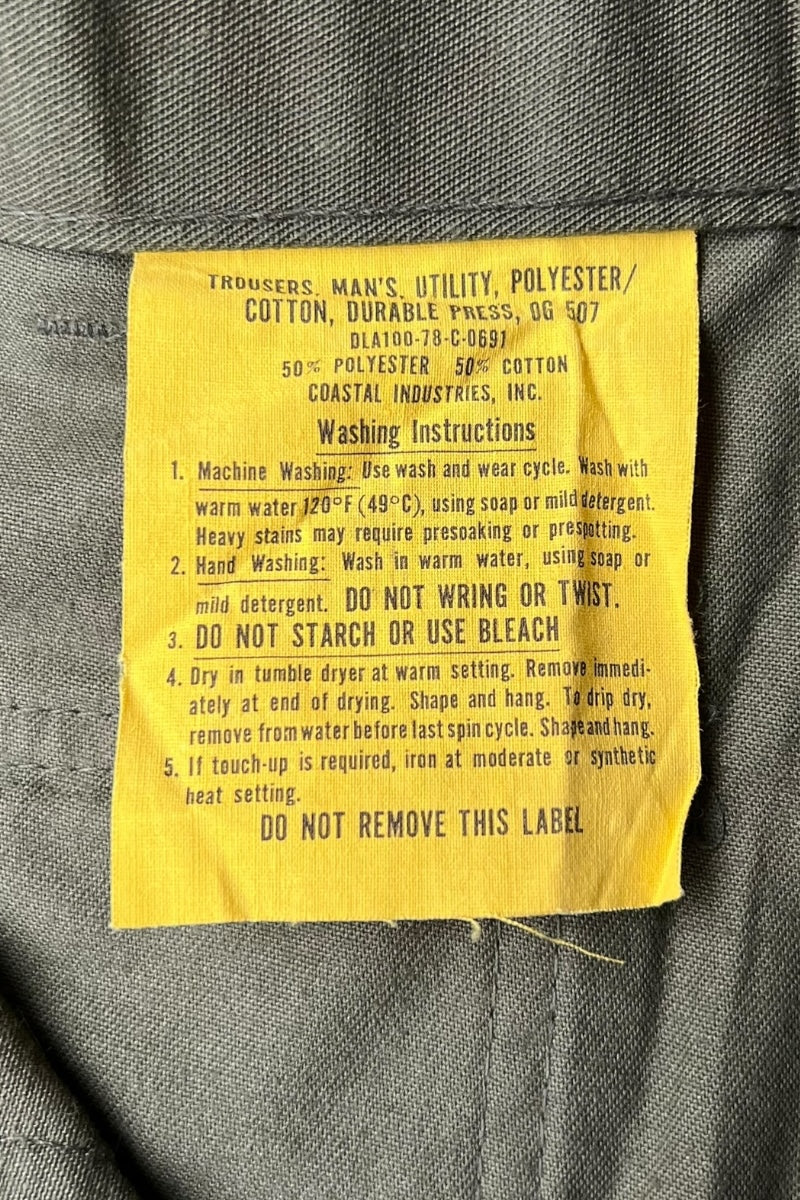 TROUSERS, MAN'S, UTILITY, POLYESTER/
COTTON, DURABLE PRESS, OG 507
DLA100-78-C-0691
50% POLYESTER 50% COTTON
COASTAL INDUSTRIES, INC.
Washing Instructions
1. Machine Washing: Use wash and wear cycle. Wash with
warm water 120°F (49°C), using soap or mild detergent.
Heavy stains may require presoaking or prespotting.
2. Hand Washing: Wash in warm water, using soap or
mild detergent. DO NOT WRING OR TWIST.
3. DO NOT STARCH OR USE BLEACH
4. Dry in tumble dryer at warm setting. Remove immedi-
ately at end of drying. Shape and hang. To drip dry,
remove from water before last spin cycle. Shape and hang.
5. If touch-up is required, iron at moderate or synthetic
heat setting.
DO NOT REMOVE THIS LABEL